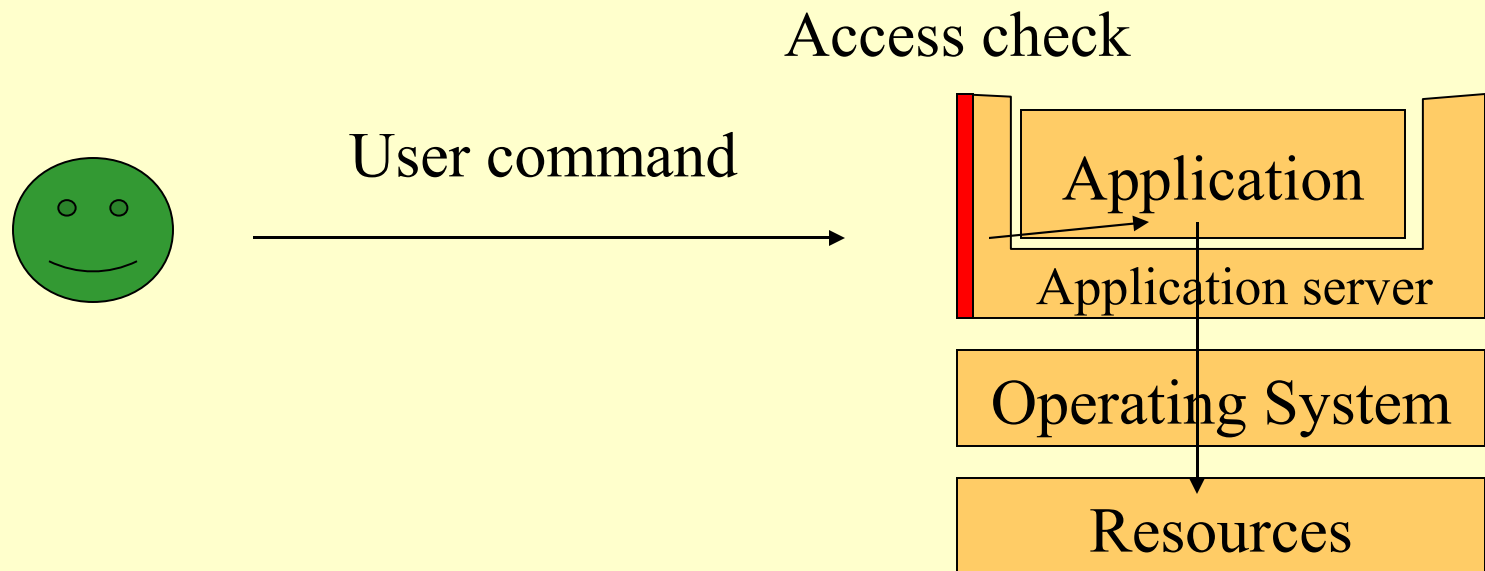 Access check
User command
Application
Application server
Operating System
Resources